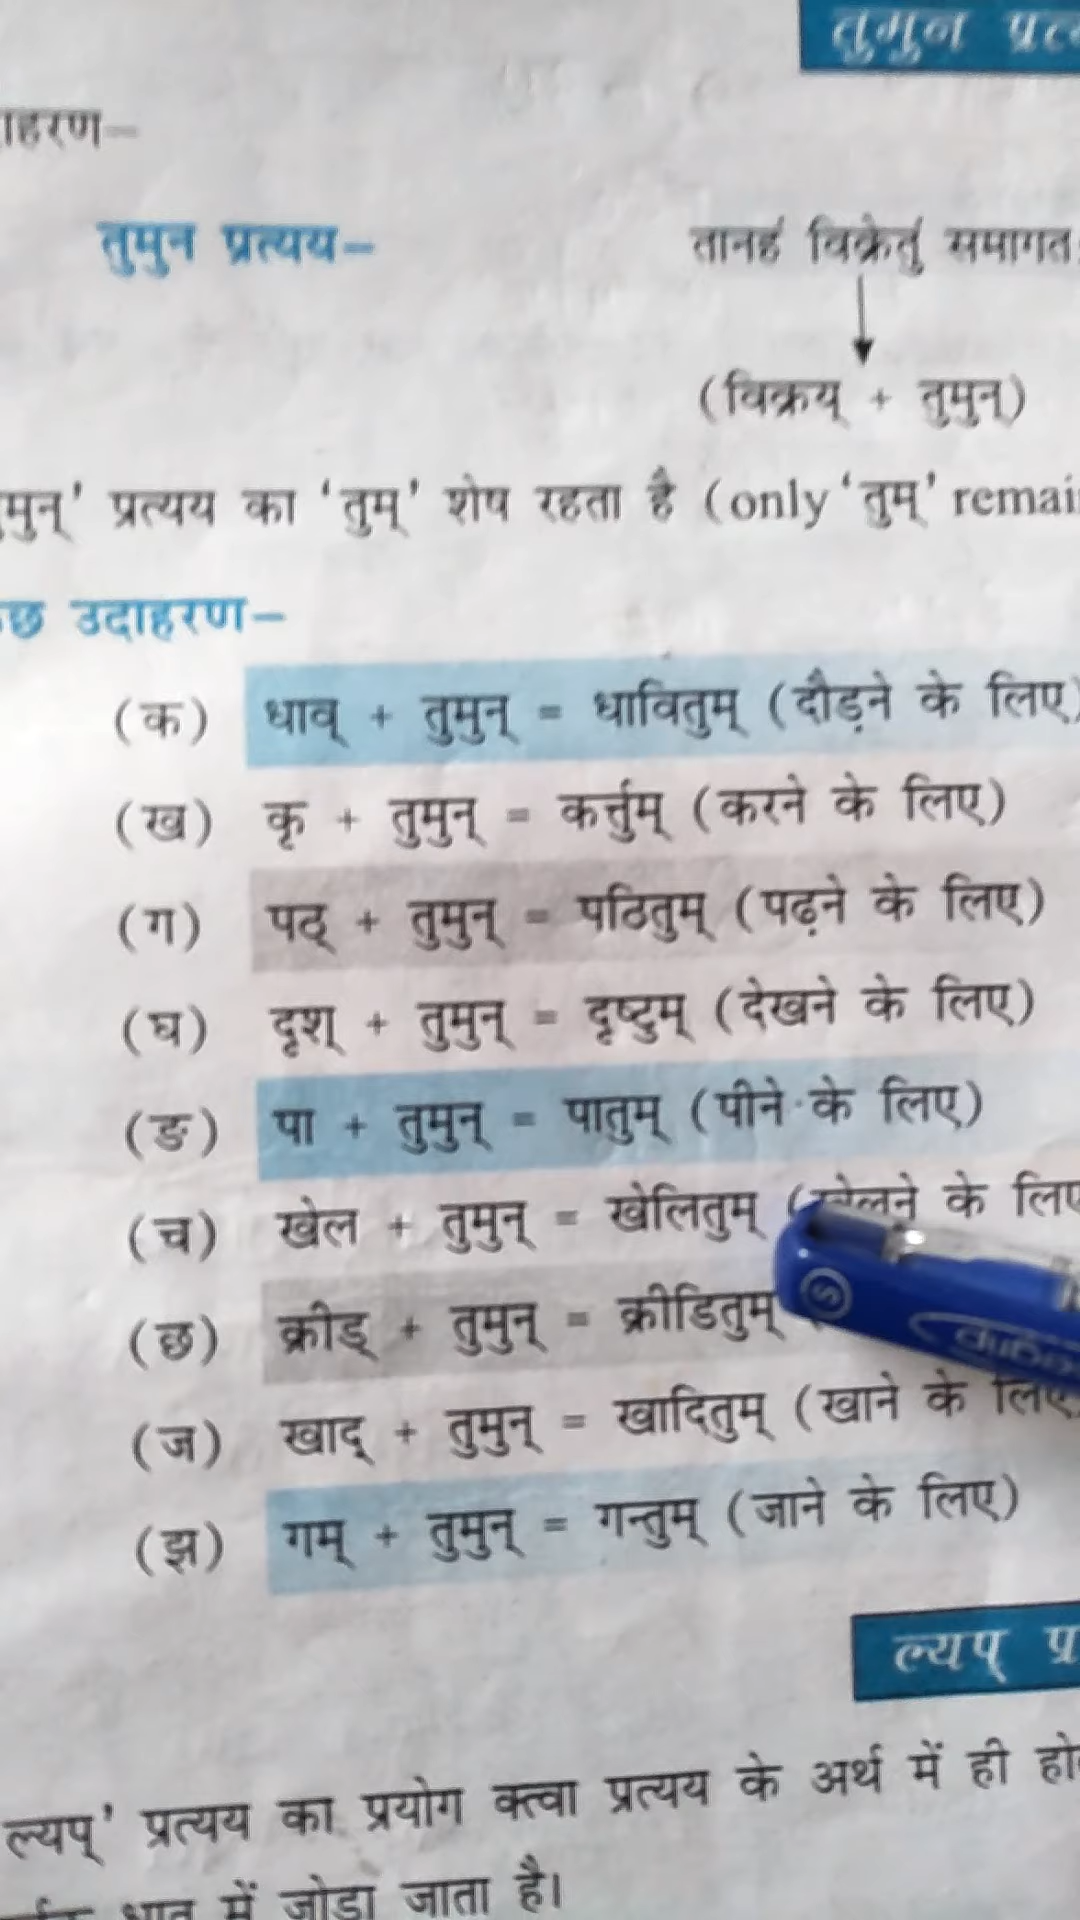 तुमुन प्रत्य
ाहरण–
तुमुन प्रत्यय– तानहं विक्रेतुं समागत
(विक्रय् + तुमुन्)
मुन्' प्रत्यय का 'तुम्' शेष रहता है (only 'तुम्' remai
छ उदाहरण–
(क) धाव् + तुमुन् = धावितुम् (दौड़ने के लिए)
(ख) कृ + तुमुन् = कर्त्तुम् (करने के लिए)
(ग) पठ् + तुमुन् = पठितुम् (पढ़ने के लिए)
(घ) दृश् + तुमुन् = दृष्टुम् (देखने के लिए)
(ङ) पा + तुमुन् = पातुम् (पीने के लिए)
(च) खेल + तुमुन् = खेलितुम् (खेलने के लिए
(छ) क्रीड् + तुमुन् = क्रीडितुम्
(ज) खाद् + तुमुन् = खादितुम् (खाने के लिए
(झ) गम् + तुमुन् = गन्तुम् (जाने के लिए)
ल्यप् प्र
ल्यप्' प्रत्यय का प्रयोग क्त्वा प्रत्यय के अर्थ में ही हो
धातु में जोड़ा जाता है।